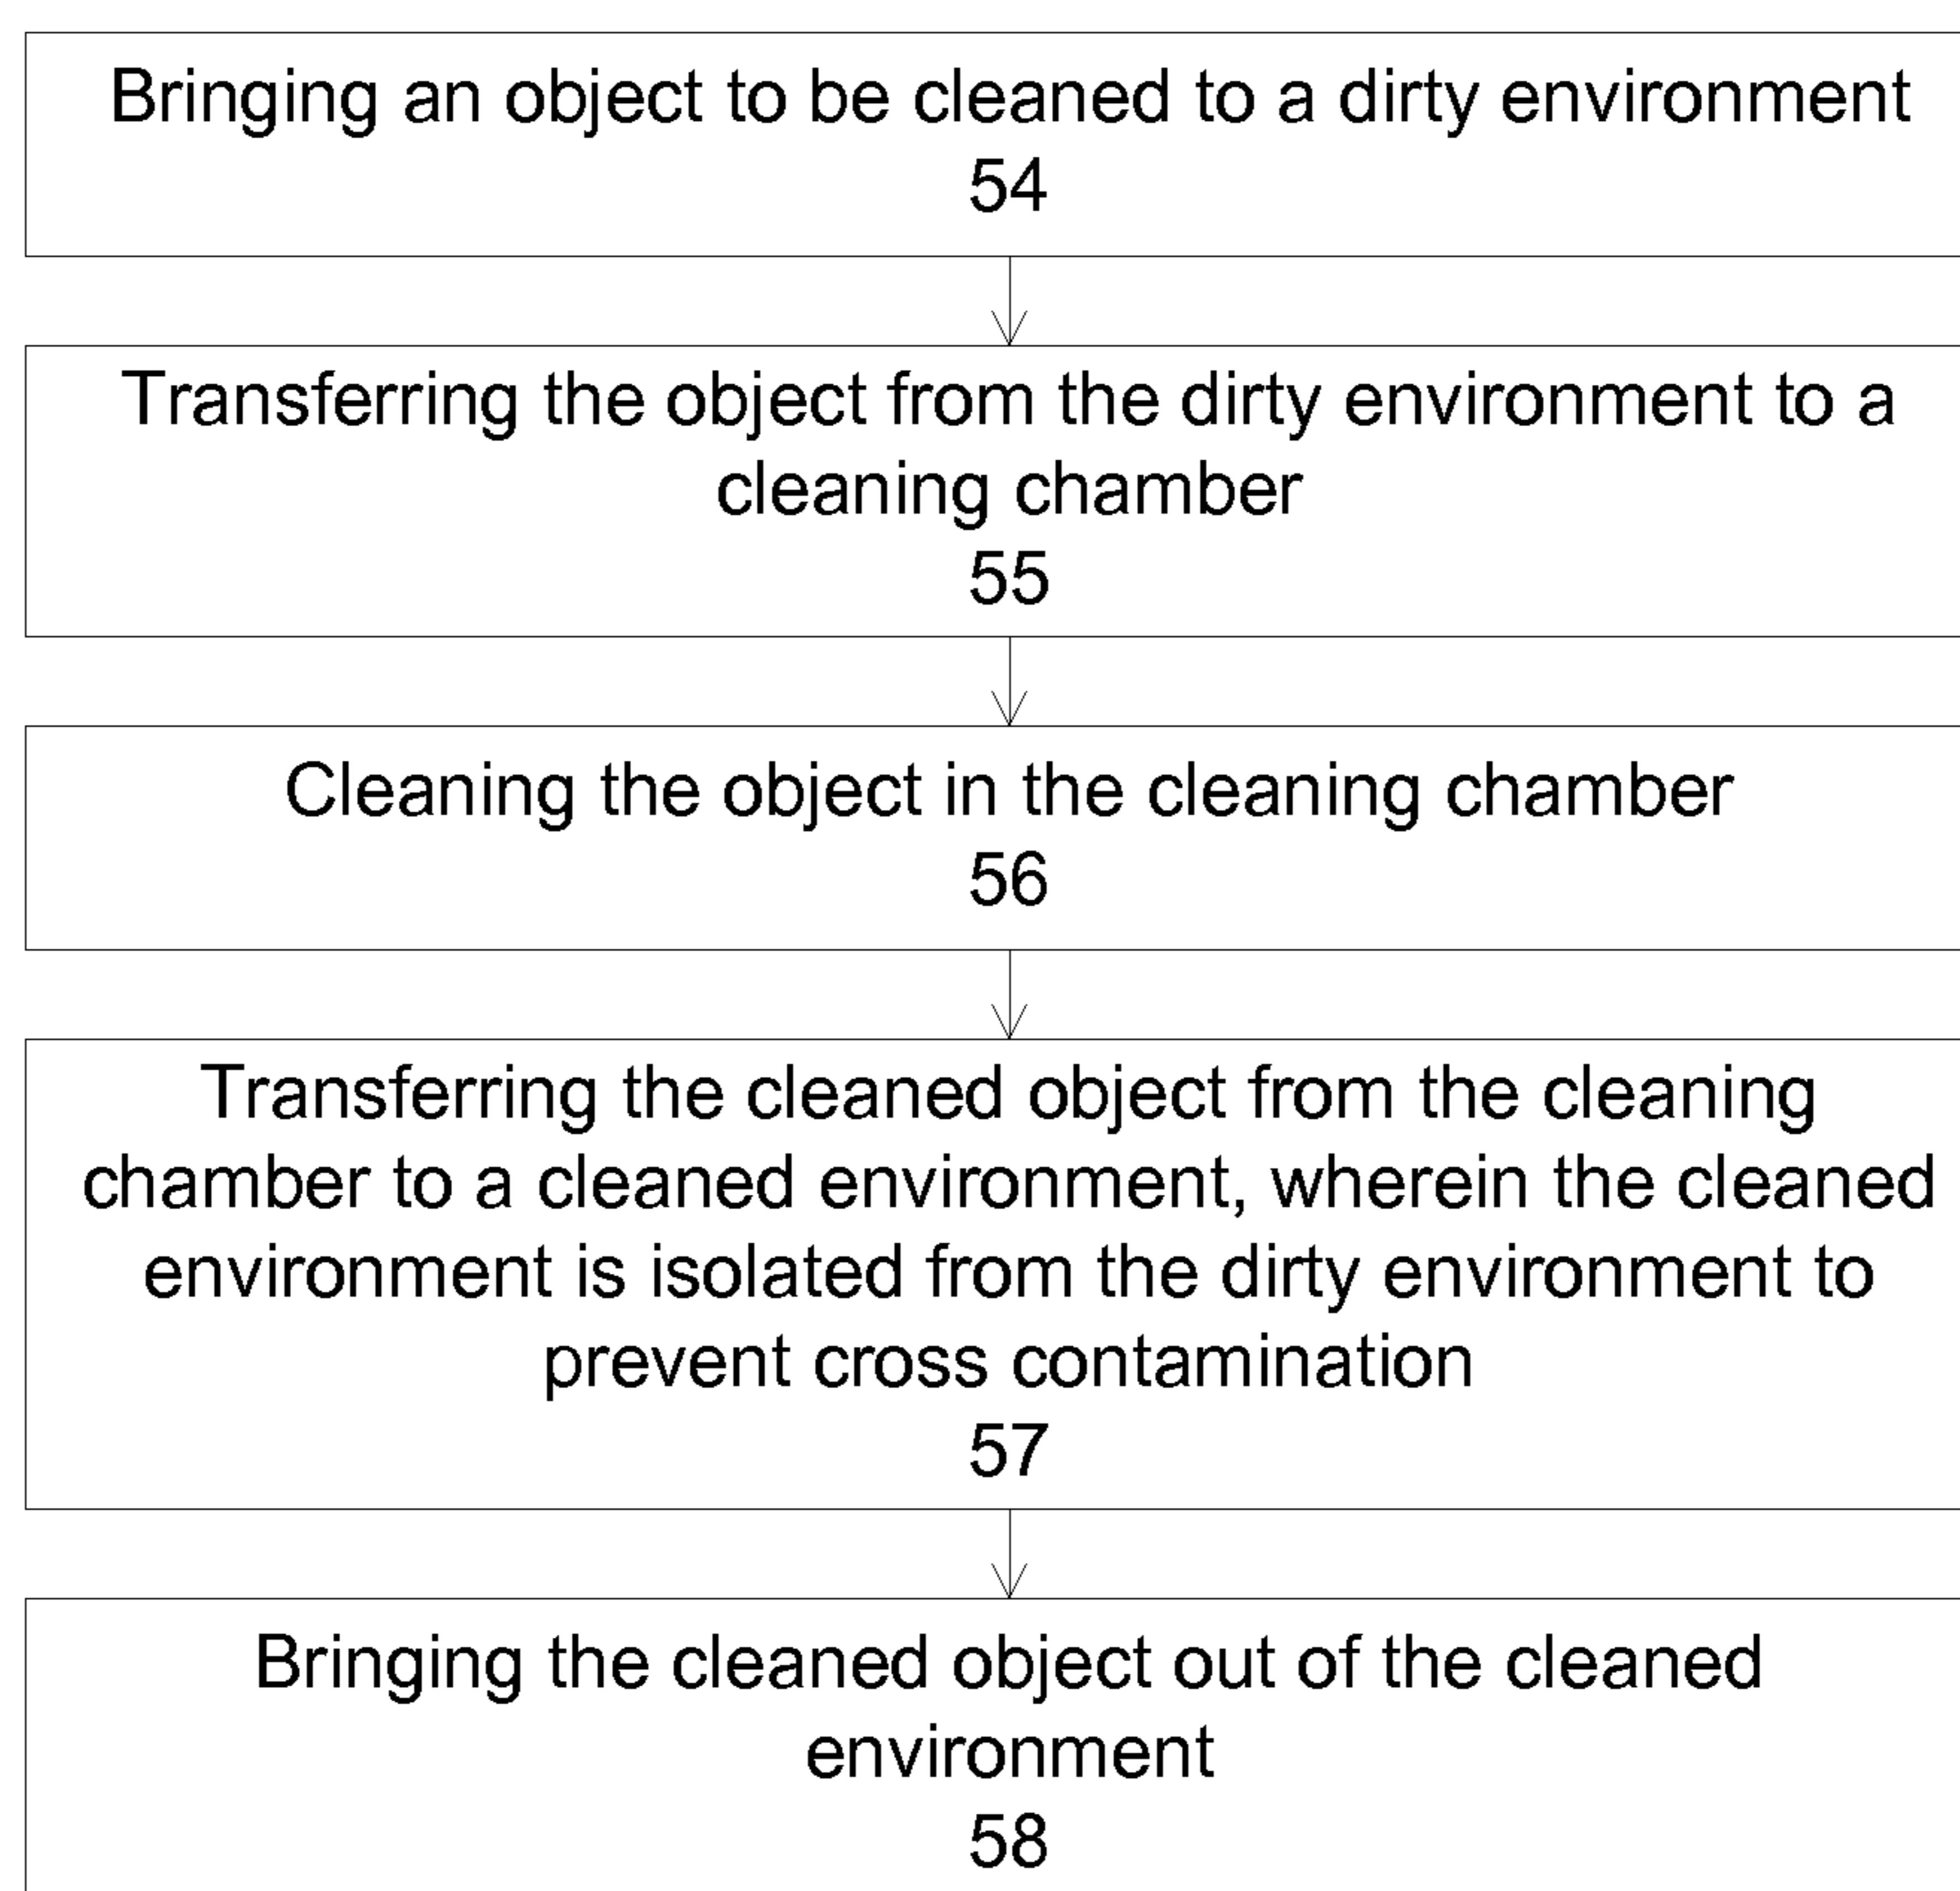 Bringing an object to be cleaned to a dirty environment
54
Transferring the object from the dirty environment to a
cleaning chamber
55
Cleaning the object in the cleaning chamber
56
Transferring the cleaned object from the cleaning
chamber to a cleaned environment, wherein the cleaned
environment is isolated from the dirty environment to
prevent cross contamination
57
Bringing the cleaned object out of the cleaned
environment
58